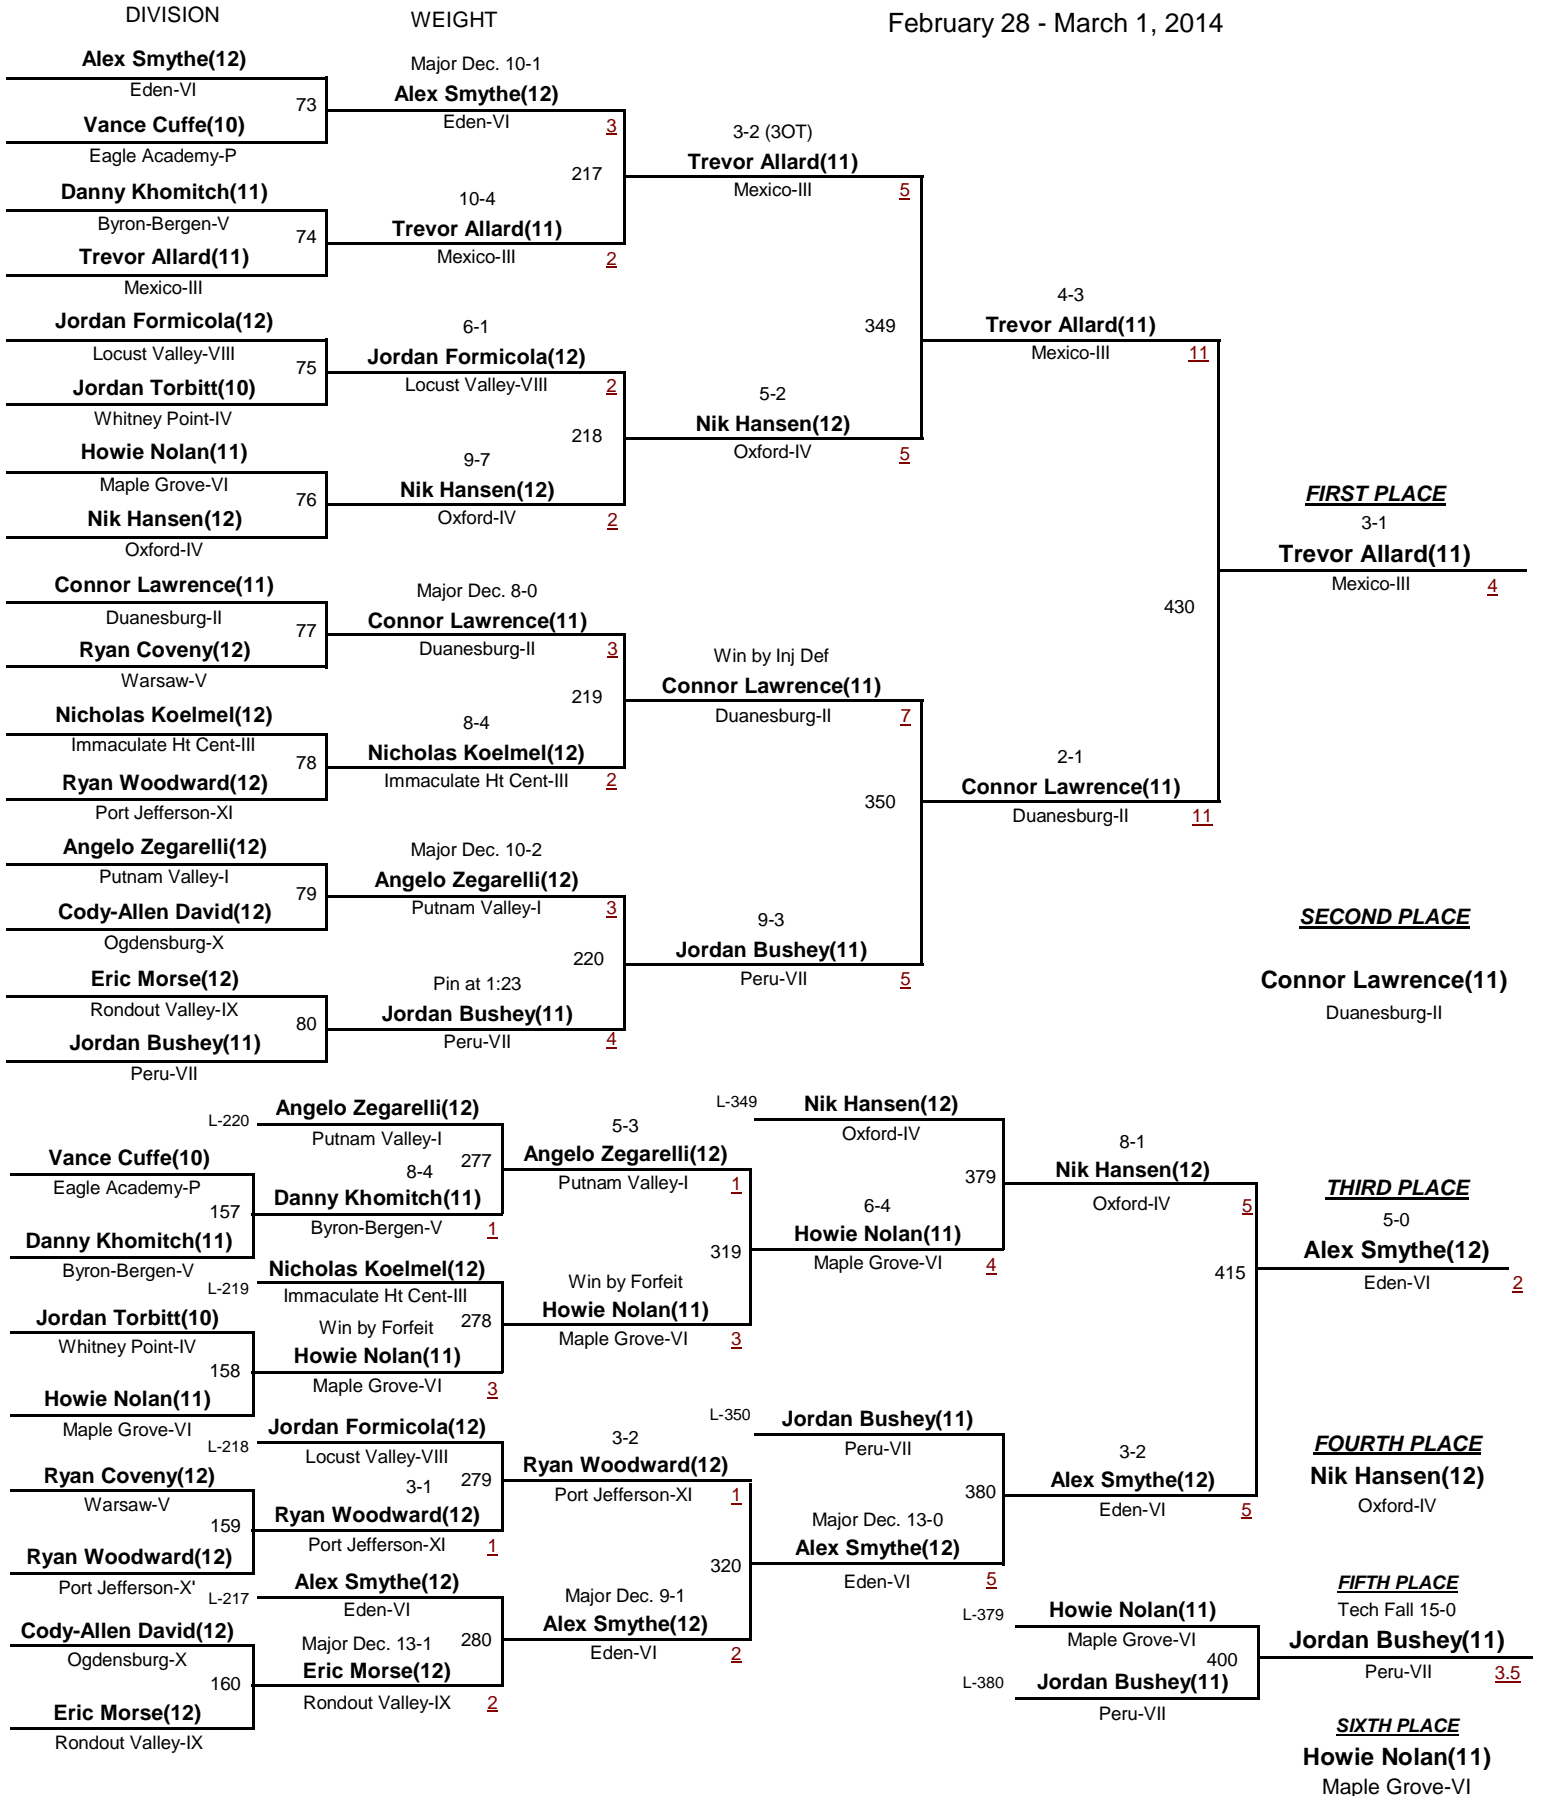 DIVISION
WEIGHT
February 28 - March 1, 2014
Alex Smythe(12)
Eden-VI
73
Vance Cuffe(10)
Eagle Academy-P
Danny Khomitch(11)
Byron-Bergen-V
74
Trevor Allard(11)
Mexico-III
Jordan Formicola(12)
Locust Valley-VIII
75
Jordan Torbitt(10)
Whitney Point-IV
Howie Nolan(11)
Maple Grove-VI
76
Nik Hansen(12)
Oxford-IV
Connor Lawrence(11)
Duanesburg-II
77
Ryan Coveny(12)
Warsaw-V
Nicholas Koelmel(12)
Immaculate Ht Cent-III
78
Ryan Woodward(12)
Port Jefferson-XI
Angelo Zegarelli(12)
Putnam Valley-I
79
Cody-Allen David(12)
Ogdensburg-X
Eric Morse(12)
Rondout Valley-IX
80
Jordan Bushey(11)
Peru-VII
Major Dec. 10-1
Alex Smythe(12)
Eden-VI
3
217
10-4
Trevor Allard(11)
Mexico-III
2
6-1
Jordan Formicola(12)
Locust Valley-VIII
2
218
9-7
Nik Hansen(12)
Oxford-IV
2
Major Dec. 8-0
Connor Lawrence(11)
Duanesburg-II
3
219
8-4
Nicholas Koelmel(12)
Immaculate Ht Cent-III
2
Major Dec. 10-2
Angelo Zegarelli(12)
Putnam Valley-I
3
220
Pin at 1:23
Jordan Bushey(11)
Peru-VII
4
3-2 (3OT)
Trevor Allard(11)
Mexico-III
5
349
5-2
Nik Hansen(12)
Oxford-IV
5
Win by Inj Def
Connor Lawrence(11)
Duanesburg-II
7
350
9-3
Jordan Bushey(11)
Peru-VII
5
4-3
Trevor Allard(11)
Mexico-III
11
430
2-1
Connor Lawrence(11)
Duanesburg-II
11
FIRST PLACE
3-1
Trevor Allard(11)
Mexico-III
4
SECOND PLACE
Connor Lawrence(11)
Duanesburg-II
L-220
Vance Cuffe(10)
Eagle Academy-P
157
Danny Khomitch(11)
Byron-Bergen-V
L-219
Jordan Torbitt(10)
Whitney Point-IV
158
Howie Nolan(11)
Maple Grove-VI
L-218
Ryan Coveny(12)
Warsaw-V
159
Ryan Woodward(12)
Port Jefferson-X'
L-217
Cody-Allen David(12)
Ogdensburg-X
160
Eric Morse(12)
Rondout Valley-IX
Angelo Zegarelli(12)
Putnam Valley-I
277
8-4
Danny Khomitch(11)
Byron-Bergen-V
1
Nicholas Koelmel(12)
Immaculate Ht Cent-III
278
Win by Forfeit
Howie Nolan(11)
Maple Grove-VI
3
Jordan Formicola(12)
Locust Valley-VIII
279
3-1
Ryan Woodward(12)
Port Jefferson-XI
1
Alex Smythe(12)
Eden-VI
280
Major Dec. 13-1
Eric Morse(12)
Rondout Valley-IX
2
5-3
Angelo Zegarelli(12)
Putnam Valley-I
1
319
Win by Forfeit
Howie Nolan(11)
Maple Grove-VI
3
3-2
Ryan Woodward(12)
Port Jefferson-XI
1
320
Major Dec. 9-1
Alex Smythe(12)
Eden-VI
2
L-349
Nik Hansen(12)
Oxford-IV
379
6-4
Howie Nolan(11)
Maple Grove-VI
4
L-350
Jordan Bushey(11)
Peru-VII
380
Major Dec. 13-0
Alex Smythe(12)
Eden-VI
5
8-1
Nik Hansen(12)
Oxford-IV
5
415
3-2
Alex Smythe(12)
Eden-VI
5
THIRD PLACE
5-0
Alex Smythe(12)
Eden-VI
2
FOURTH PLACE
Nik Hansen(12)
Oxford-IV
L-379
Howie Nolan(11)
Maple Grove-VI
400
L-380
Jordan Bushey(11)
Peru-VII
FIFTH PLACE
Tech Fall 15-0
Jordan Bushey(11)
Peru-VII
3.5
SIXTH PLACE
Howie Nolan(11)
Maple Grove-VI